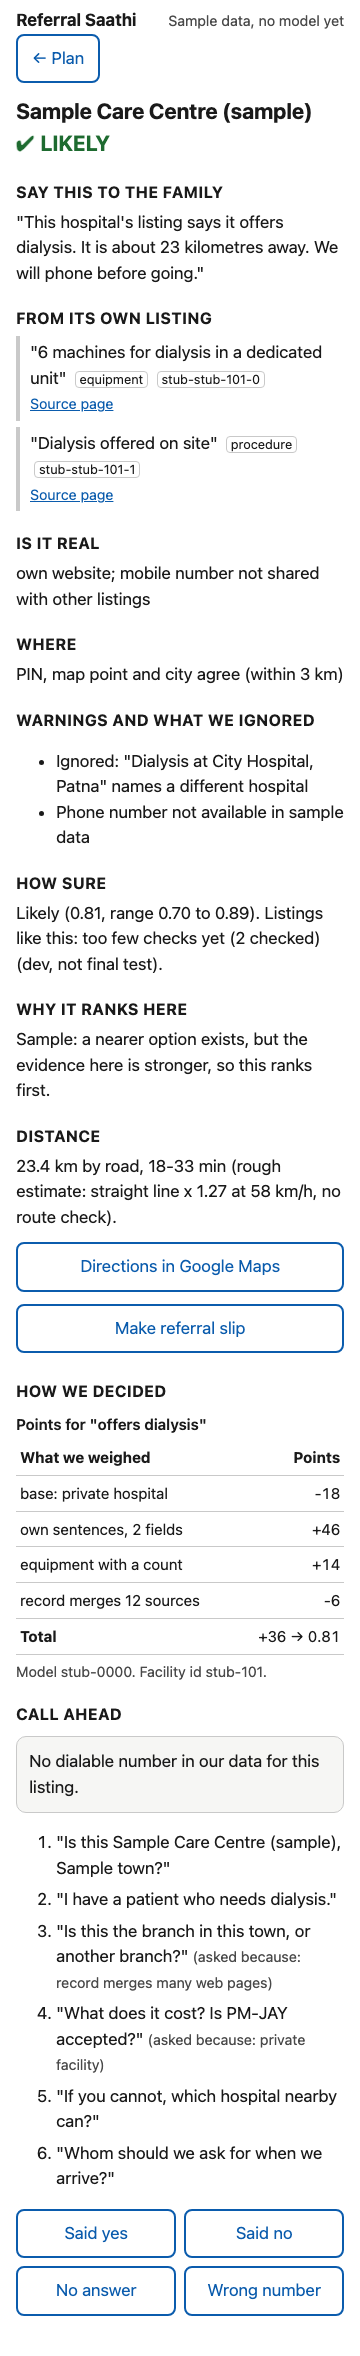 Referral Saathi
Sample data, no model yet
← Plan
Sample Care Centre (sample)
✔ LIKELY
SAY THIS TO THE FAMILY
"This hospital's listing says it offers
dialysis. It is about 23 kilometres away. We
will phone before going."
FROM ITS OWN LISTING
"6 machines for dialysis in a dedicated
unit" equipment stub-stub-101-0
Source page
"Dialysis offered on site" procedure
stub-stub-101-1
Source page
IS IT REAL
own website; mobile number not shared
with other listings
WHERE
PIN, map point and city agree (within 3 km)
WARNINGS AND WHAT WE IGNORED
• Ignored: "Dialysis at City Hospital,
Patna" names a different hospital
• Phone number not available in sample
data
HOW SURE
Likely (0.81, range 0.70 to 0.89). Listings
like this: too few checks yet (2 checked)
(dev, not final test).
WHY IT RANKS HERE
Sample: a nearer option exists, but the
evidence here is stronger, so this ranks
first.
DISTANCE
23.4 km by road, 18-33 min (rough
estimate: straight line x 1.27 at 58 km/h, no
route check).
Directions in Google Maps
Make referral slip
HOW WE DECIDED
Points for "offers dialysis"
What we weighed Points
base: private hospital -18
own sentences, 2 fields +46
equipment with a count +14
record merges 12 sources -6
Total +36 → 0.81
Model stub-0000. Facility id stub-101.
CALL AHEAD
No dialable number in our data for this
listing.
1. "Is this Sample Care Centre (sample),
Sample town?"
2. "I have a patient who needs dialysis."
3. "Is this the branch in this town, or
another branch?" (asked because:
record merges many web pages)
4. "What does it cost? Is PM-JAY
accepted?" (asked because: private
facility)
5. "If you cannot, which hospital nearby
can?"
6. "Whom should we ask for when we
arrive?"
Said yes
Said no
No answer
Wrong number